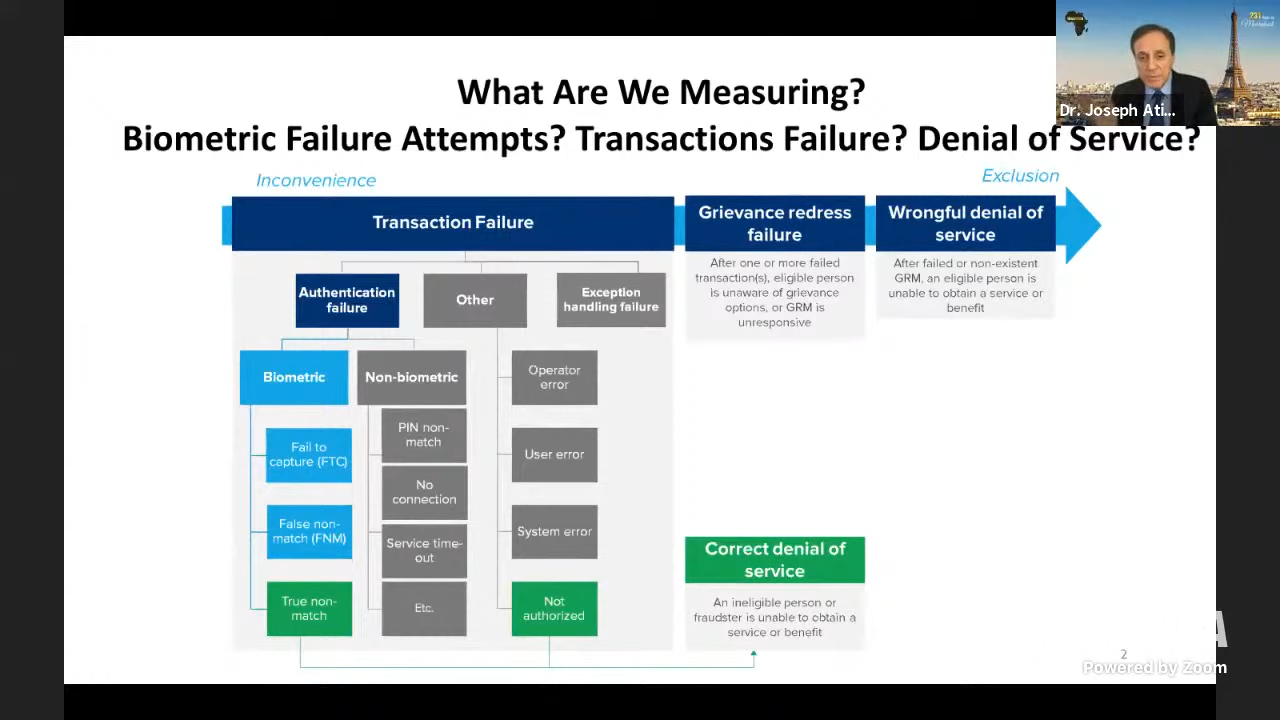 What Are We Measuring?
Biometric Failure Attempts? Transactions Failure? Denial of Service?
Dr. Joseph Ati...
Inconvenience
Exclusion
Transaction Failure
Grievance redress
failure
Wrongful denial of
service
After one or more failed
transaction(s), eligible person
is unaware of grievance
options, or GRM is
unresponsive
After failed or non-existent
GRM, an eligible person is
unable to obtain a service or
benefit
Authentication
failure
Other
Exception
handling failure
Biometric
Non-biometric
Fail to
capture (FTC)
False non-
match (FNM)
True non-
match
PIN non-
match
No
connection
Service time-
out
Etc.
Operator
error
User error
System error
Not
authorized
Correct denial of
service
An ineligible person or
fraudster is unable to obtain a
service or benefit
2
Powered by Zoom